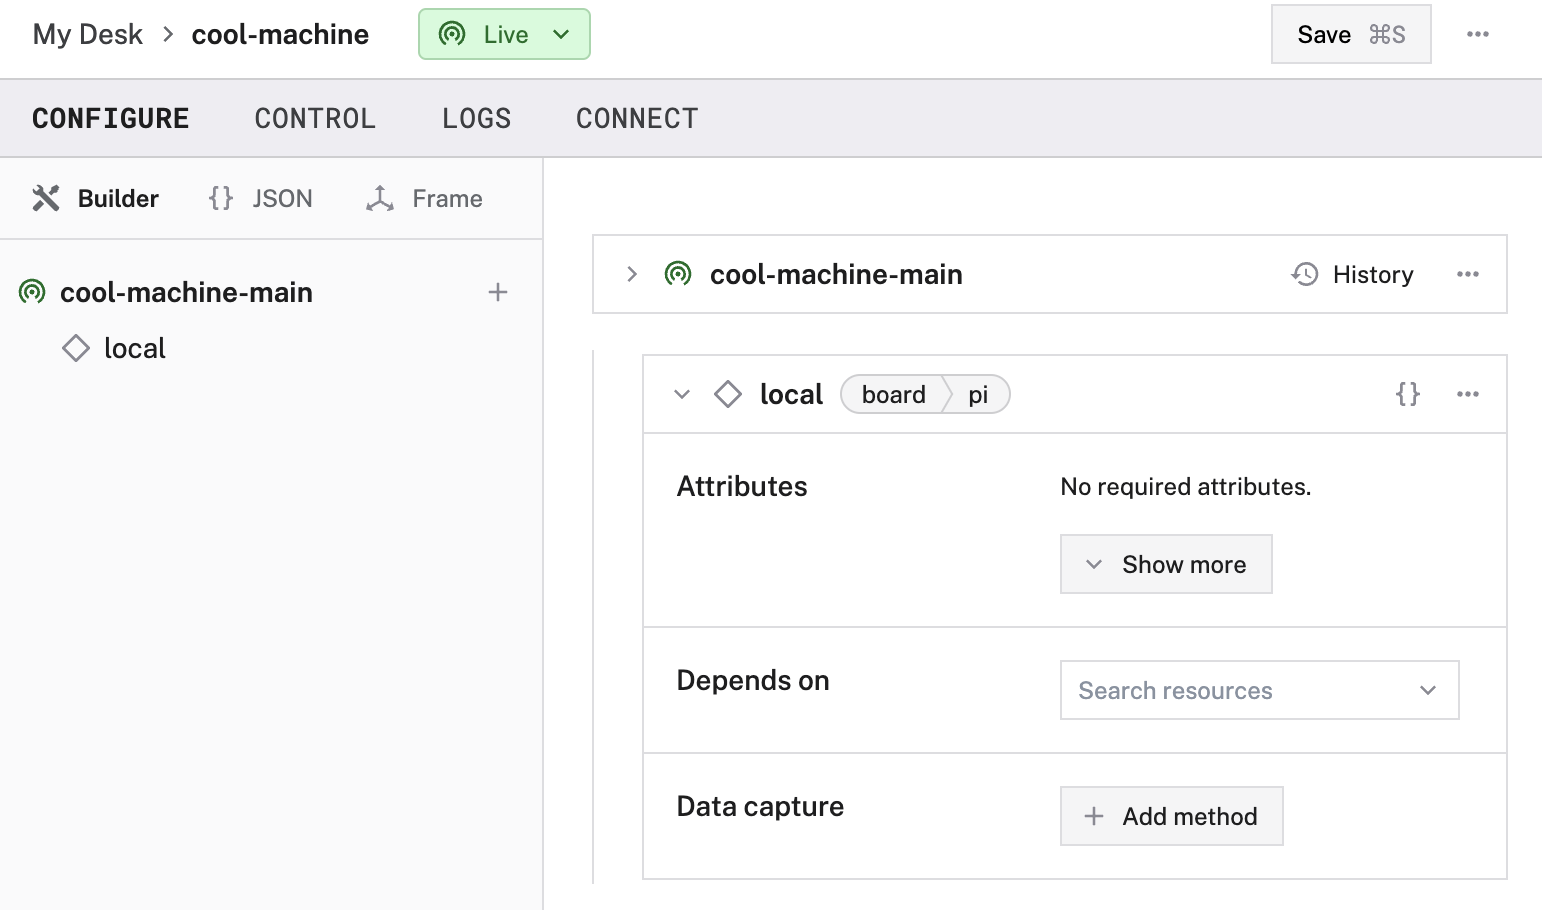 My Desk > cool-machine Live Save ⌘S ...
CONFIGURE CONTROL LOGS CONNECT
Builder {} JSON Frame
cool-machine-main +
local
cool-machine-main History ...
local board pi {} ...
Attributes No required attributes.
Show more
Depends on Search resources
Data capture + Add method